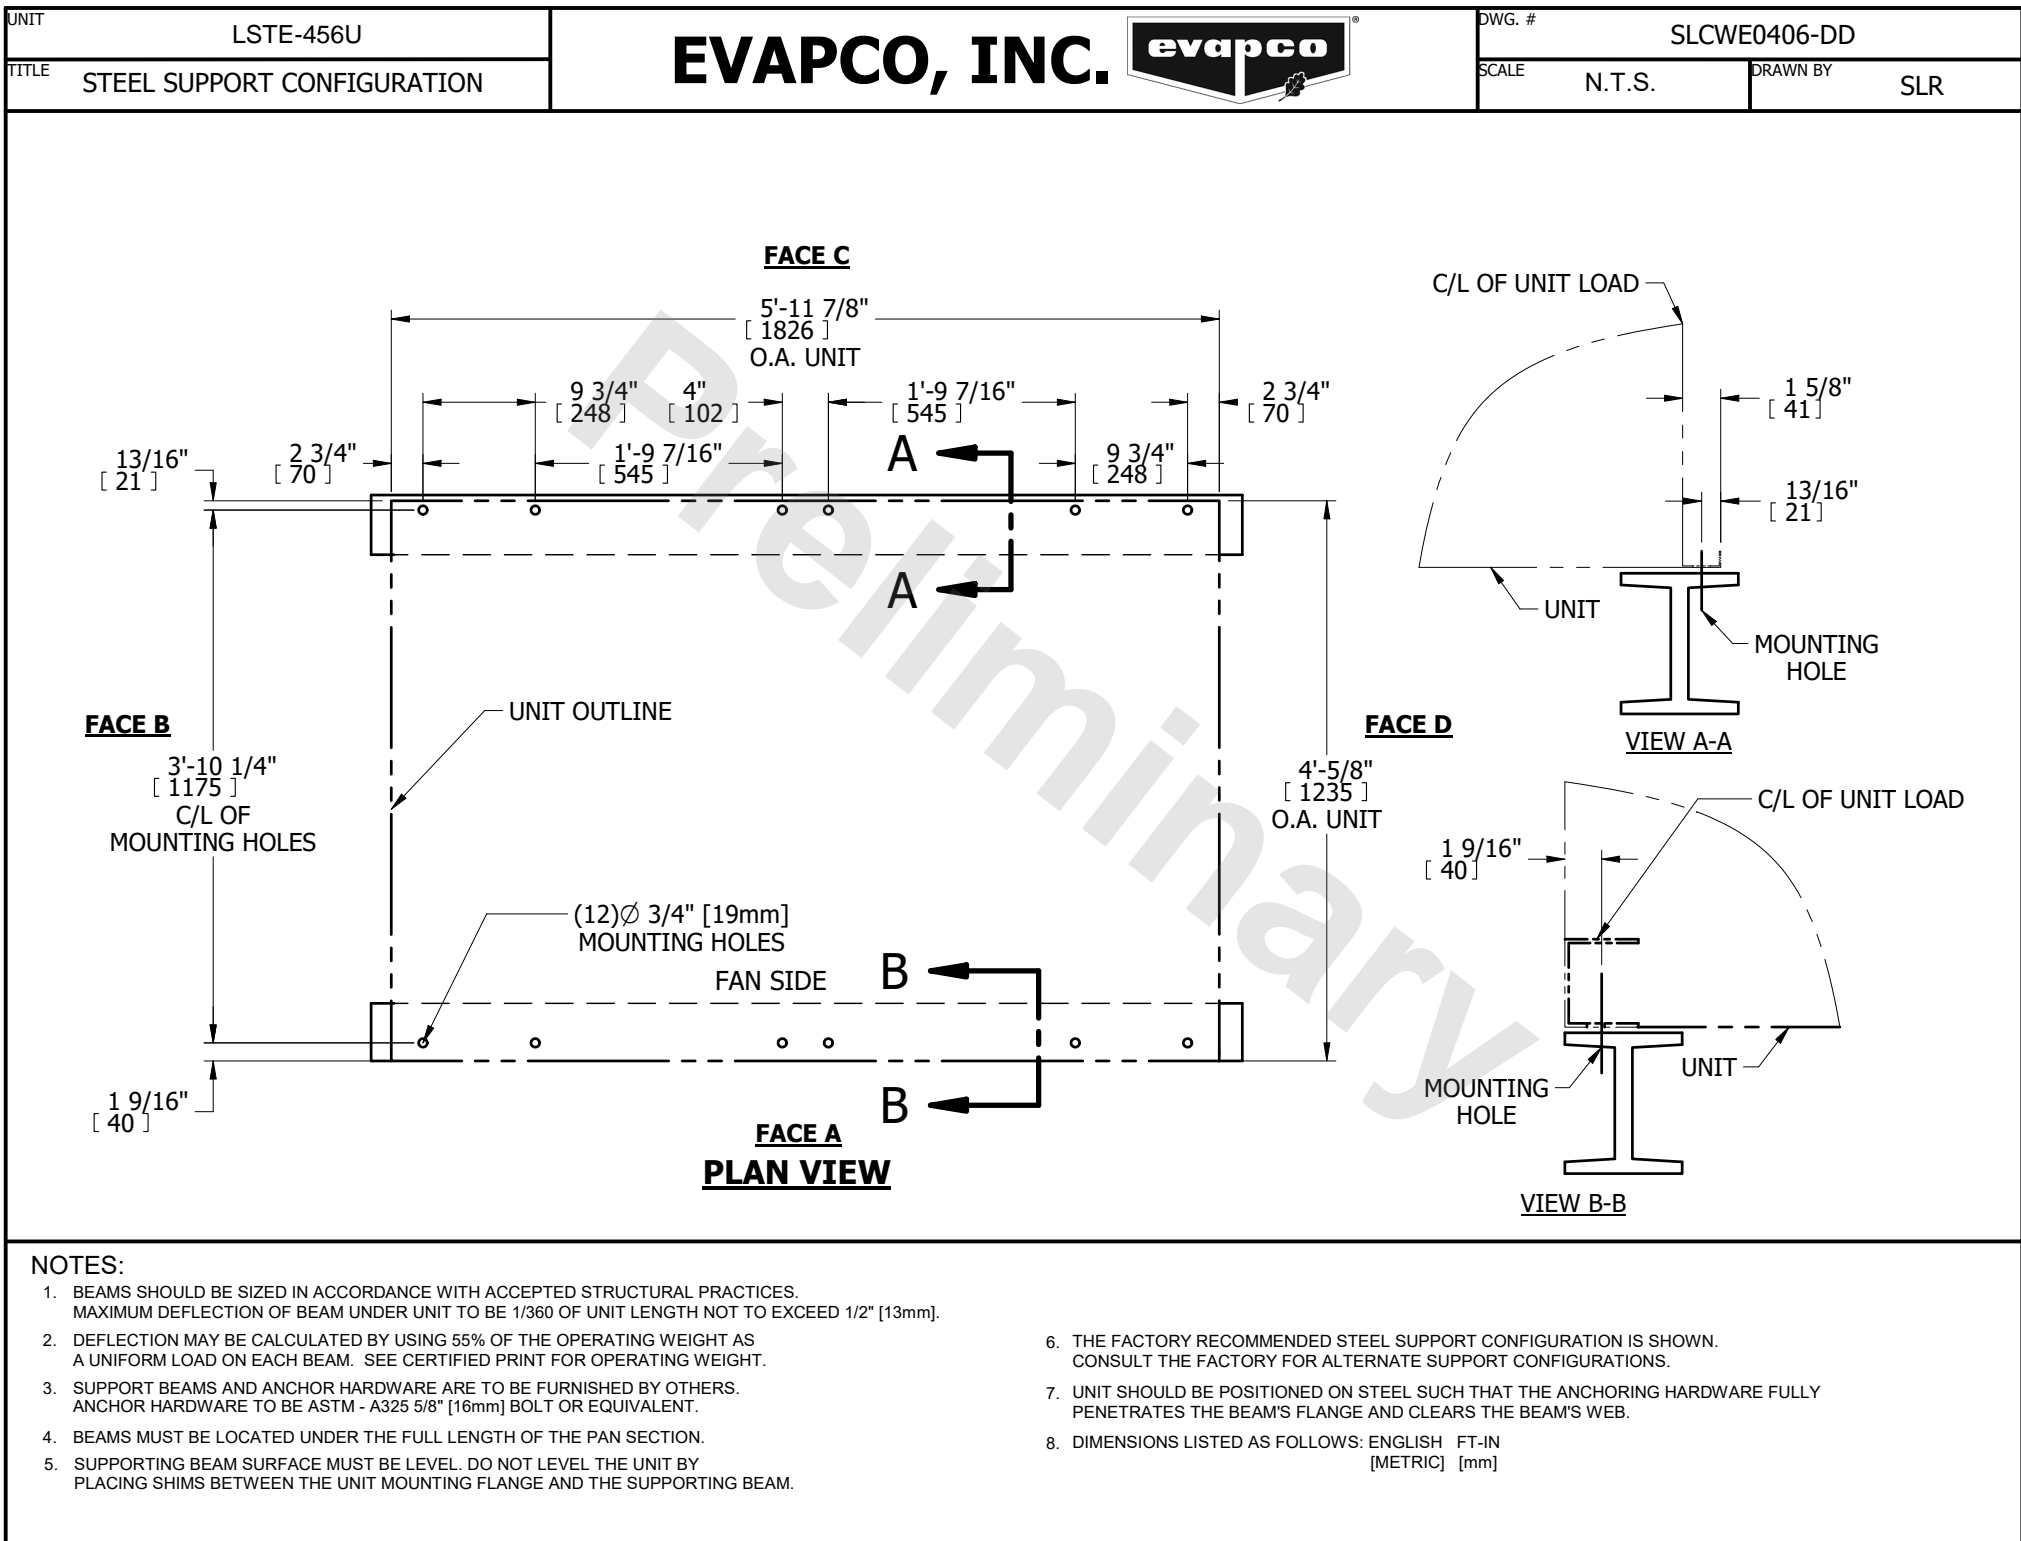 UNIT
LSTE-456U
TITLE
STEEL SUPPORT CONFIGURATION
EVAPCO, INC.
evapco
®
DWG. #
SLCWE0406-DD
SCALE
N.T.S.
DRAWN BY
SLR
FACE C
5'-11 7/8"
[ 1826 ]
O.A. UNIT
9 3/4"
[ 248 ]
4"
[ 102 ]
1'-9 7/16"
[ 545 ]
2 3/4"
[ 70 ]
13/16"
[ 21 ]
2 3/4"
[ 70 ]
1'-9 7/16"
[ 545 ]
A
9 3/4"
[ 248 ]
A
UNIT OUTLINE
FACE B
3'-10 1/4"
[ 1175 ]
C/L OF
MOUNTING HOLES
FACE D
4'-5/8"
[ 1235 ]
O.A. UNIT
(12)Ø 3/4" [19mm]
MOUNTING HOLES
FAN SIDE
B
B
1 9/16"
[ 40 ]
FACE A
PLAN VIEW
Preliminary
C/L OF UNIT LOAD
1 5/8"
[ 41 ]
13/16"
[ 21 ]
UNIT
MOUNTING
HOLE
VIEW A-A
C/L OF UNIT LOAD
1 9/16"
[ 40 ]
UNIT
MOUNTING
HOLE
VIEW B-B
NOTES:
1. BEAMS SHOULD BE SIZED IN ACCORDANCE WITH ACCEPTED STRUCTURAL PRACTICES.
MAXIMUM DEFLECTION OF BEAM UNDER UNIT TO BE 1/360 OF UNIT LENGTH NOT TO EXCEED 1/2" [13mm].
2. DEFLECTION MAY BE CALCULATED BY USING 55% OF THE OPERATING WEIGHT AS
A UNIFORM LOAD ON EACH BEAM. SEE CERTIFIED PRINT FOR OPERATING WEIGHT.
3. SUPPORT BEAMS AND ANCHOR HARDWARE ARE TO BE FURNISHED BY OTHERS.
ANCHOR HARDWARE TO BE ASTM - A325 5/8" [16mm] BOLT OR EQUIVALENT.
4. BEAMS MUST BE LOCATED UNDER THE FULL LENGTH OF THE PAN SECTION.
5. SUPPORTING BEAM SURFACE MUST BE LEVEL. DO NOT LEVEL THE UNIT BY
PLACING SHIMS BETWEEN THE UNIT MOUNTING FLANGE AND THE SUPPORTING BEAM.
6. THE FACTORY RECOMMENDED STEEL SUPPORT CONFIGURATION IS SHOWN.
CONSULT THE FACTORY FOR ALTERNATE SUPPORT CONFIGURATIONS.
7. UNIT SHOULD BE POSITIONED ON STEEL SUCH THAT THE ANCHORING HARDWARE FULLY
PENETRATES THE BEAM'S FLANGE AND CLEARS THE BEAM'S WEB.
8. DIMENSIONS LISTED AS FOLLOWS: ENGLISH FT-IN
[METRIC] [mm]